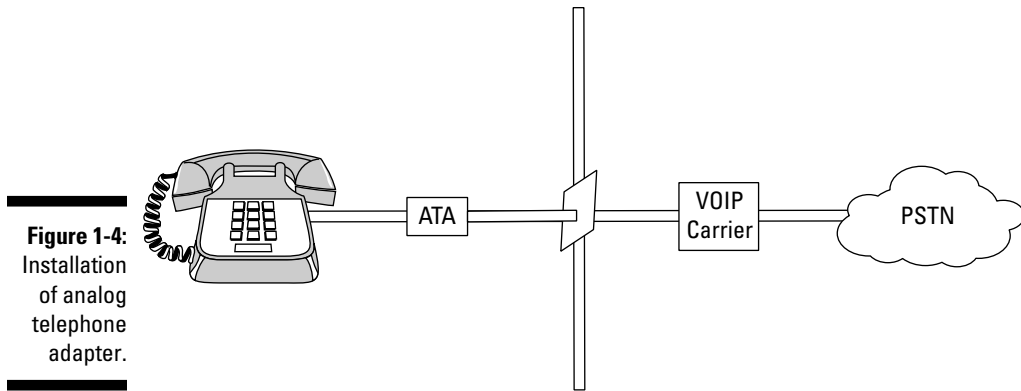 Figure 1-4:
Installation
of analog
telephone
adapter.
ATA
VOIP
Carrier
PSTN